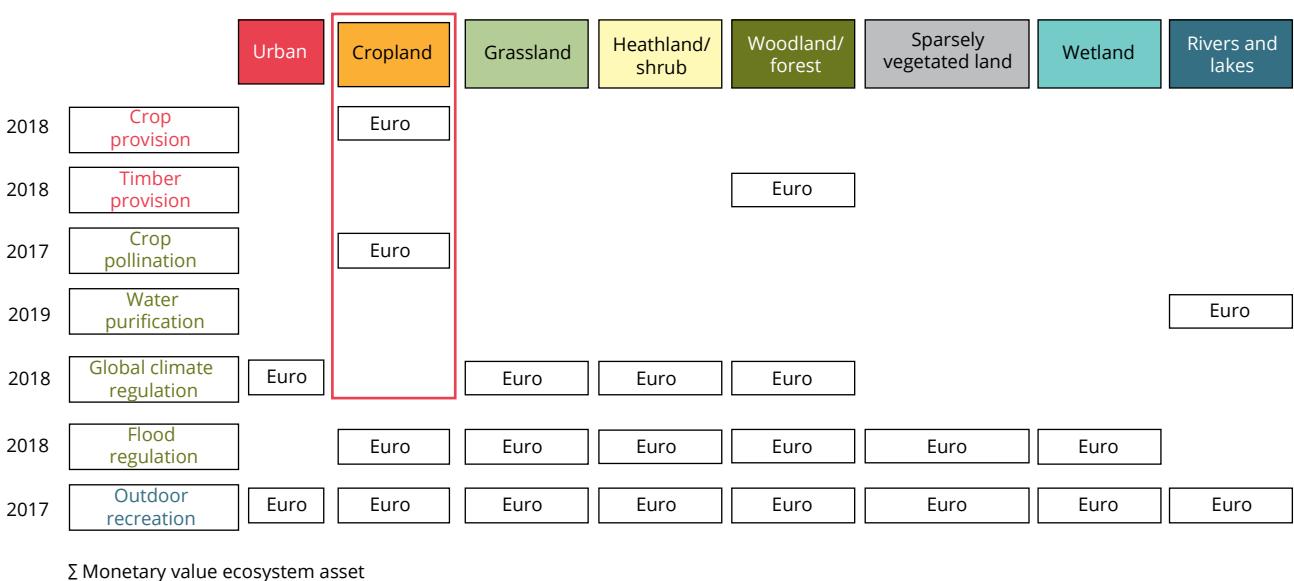 Urban
Cropland
Grassland
Heathland/
shrub
Woodland/
forest
Sparsely
vegetated land
Wetland
Rivers and
lakes
2018
Crop
provision
Euro
2018
Timber
provision
Euro
2017
Crop
pollination
Euro
2019
Water
purification
Euro
2018
Global climate
regulation
Euro
Euro
Euro
Euro
2018
Flood
regulation
Euro
Euro
Euro
Euro
Euro
Euro
2017
Outdoor
recreation
Euro
Euro
Euro
Euro
Euro
Euro
Euro
Euro
∑ Monetary value ecosystem asset